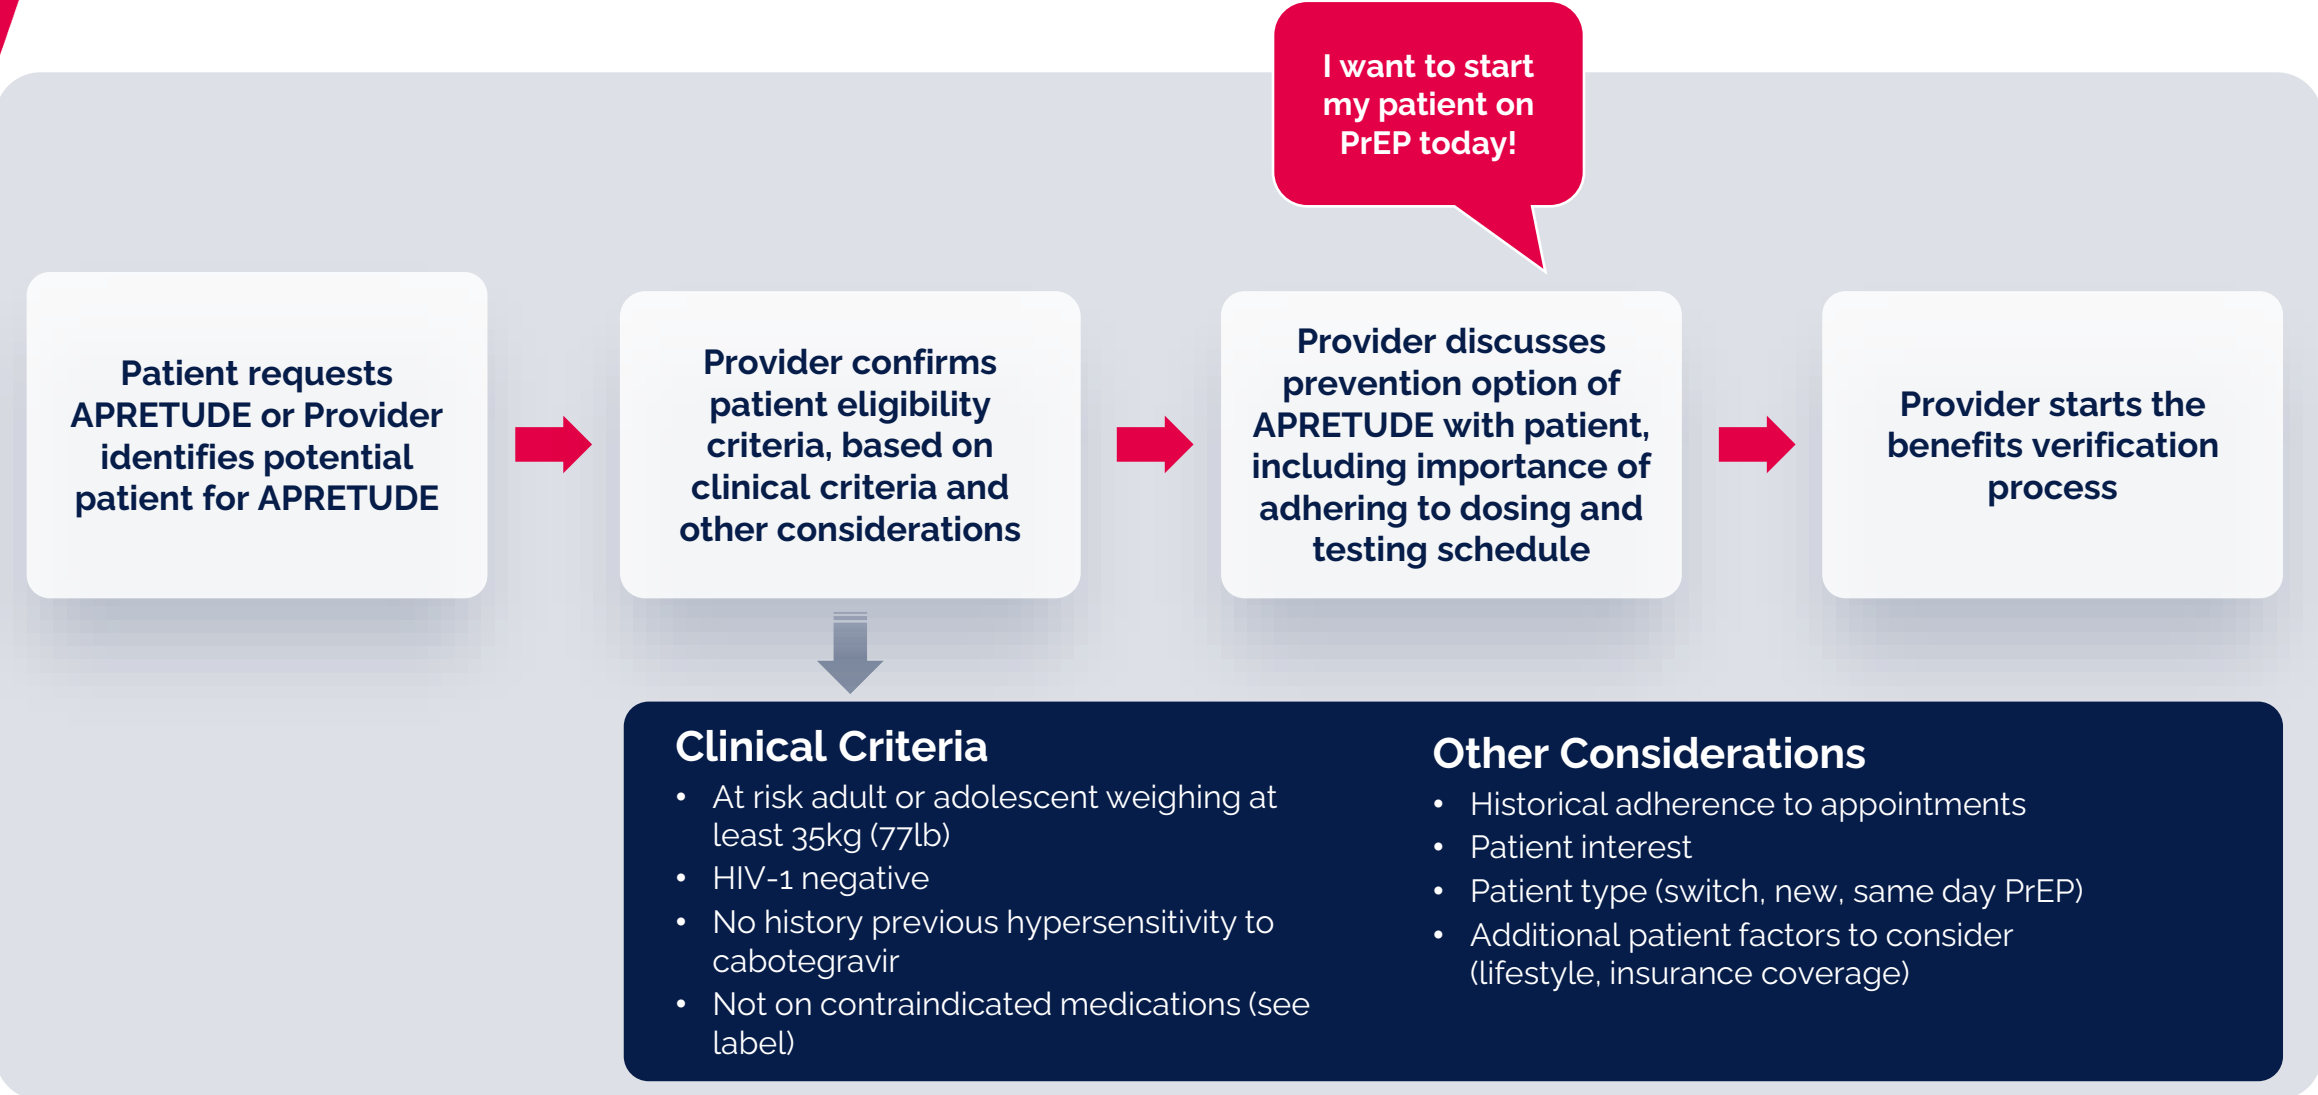 I want to start
my patient on
PrEP today!
Patient requests
APRETUDE or Provider
identifies potential
patient for APRETUDE
Provider confirms
patient eligibility
criteria, based on
clinical criteria and
other considerations
Provider discusses
prevention option of
APRETUDE with patient,
including importance of
adhering to dosing and
testing schedule
Provider starts the
benefits verification
process
Clinical Criteria
• At risk adult or adolescent weighing at
least 35kg (77lb)
• HIV-1 negative
• No history previous hypersensitivity to
cabotegravir
• Not on contraindicated medications (see
label)
Other Considerations
• Historical adherence to appointments
• Patient interest
• Patient type (switch, new, same day PrEP)
• Additional patient factors to consider
(lifestyle, insurance coverage)